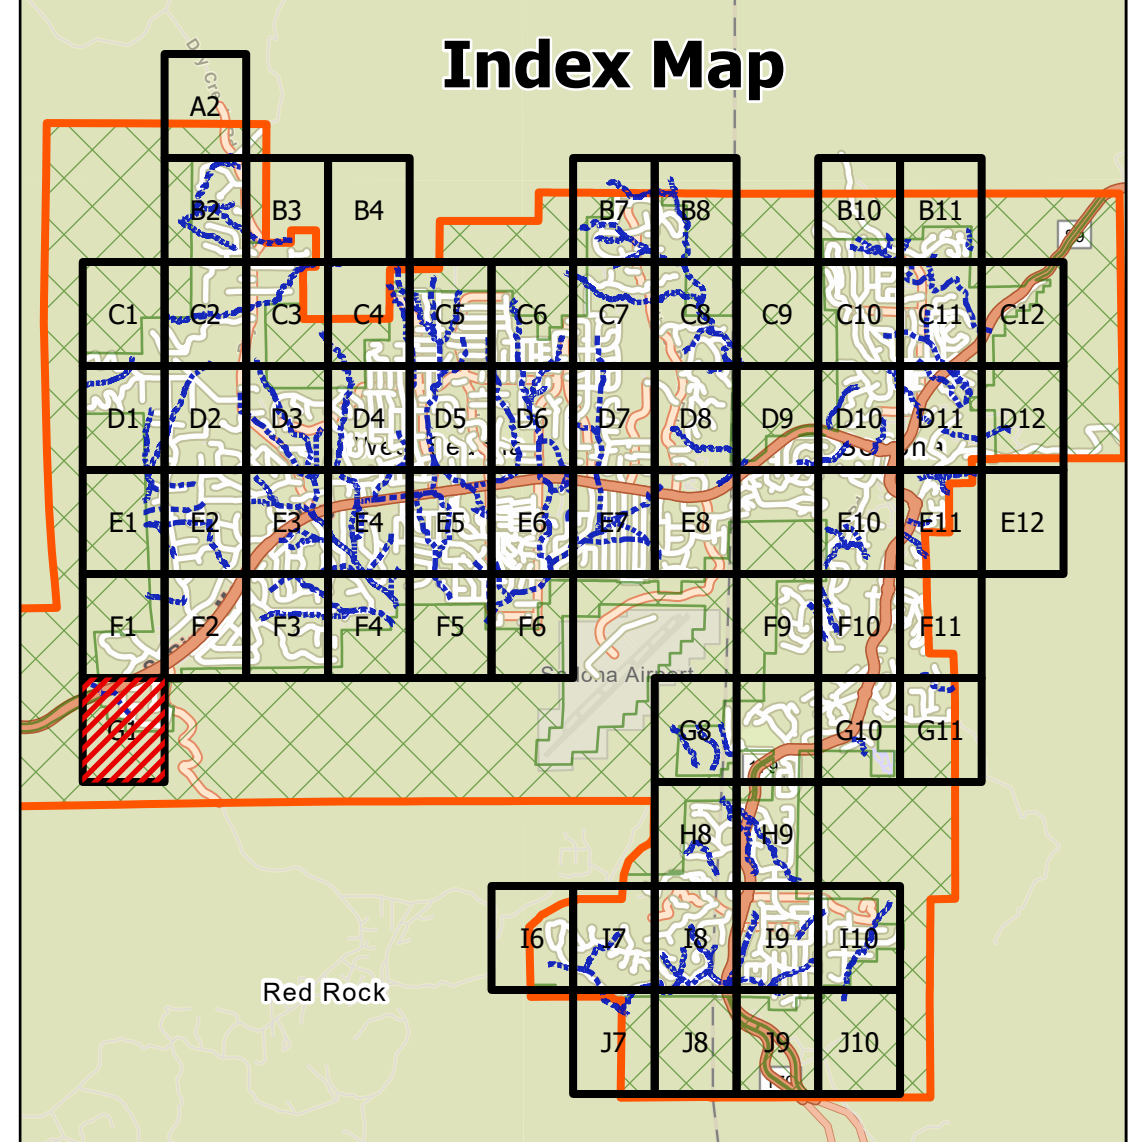 Index Map
A2
B2 B3 B4 B7 B8 B10 B11
C1 C2 C3 C4 C5 C6 C7 C8 C9 C10 C11 C12
D1 D2 D3 D4 D5 D6 D7 D8 D9 D10 D11 D12
E1 E2 E3 E4 E5 E6 E7 E8 E10 E11 E12
F1 F2 F3 F4 F5 F6 F9 F10 F11
Sedona Airport
G1 G8 G10 G11
H8 H9
I6 I7 I8 I9 I10
Red Rock
J7 J8 J9 J10